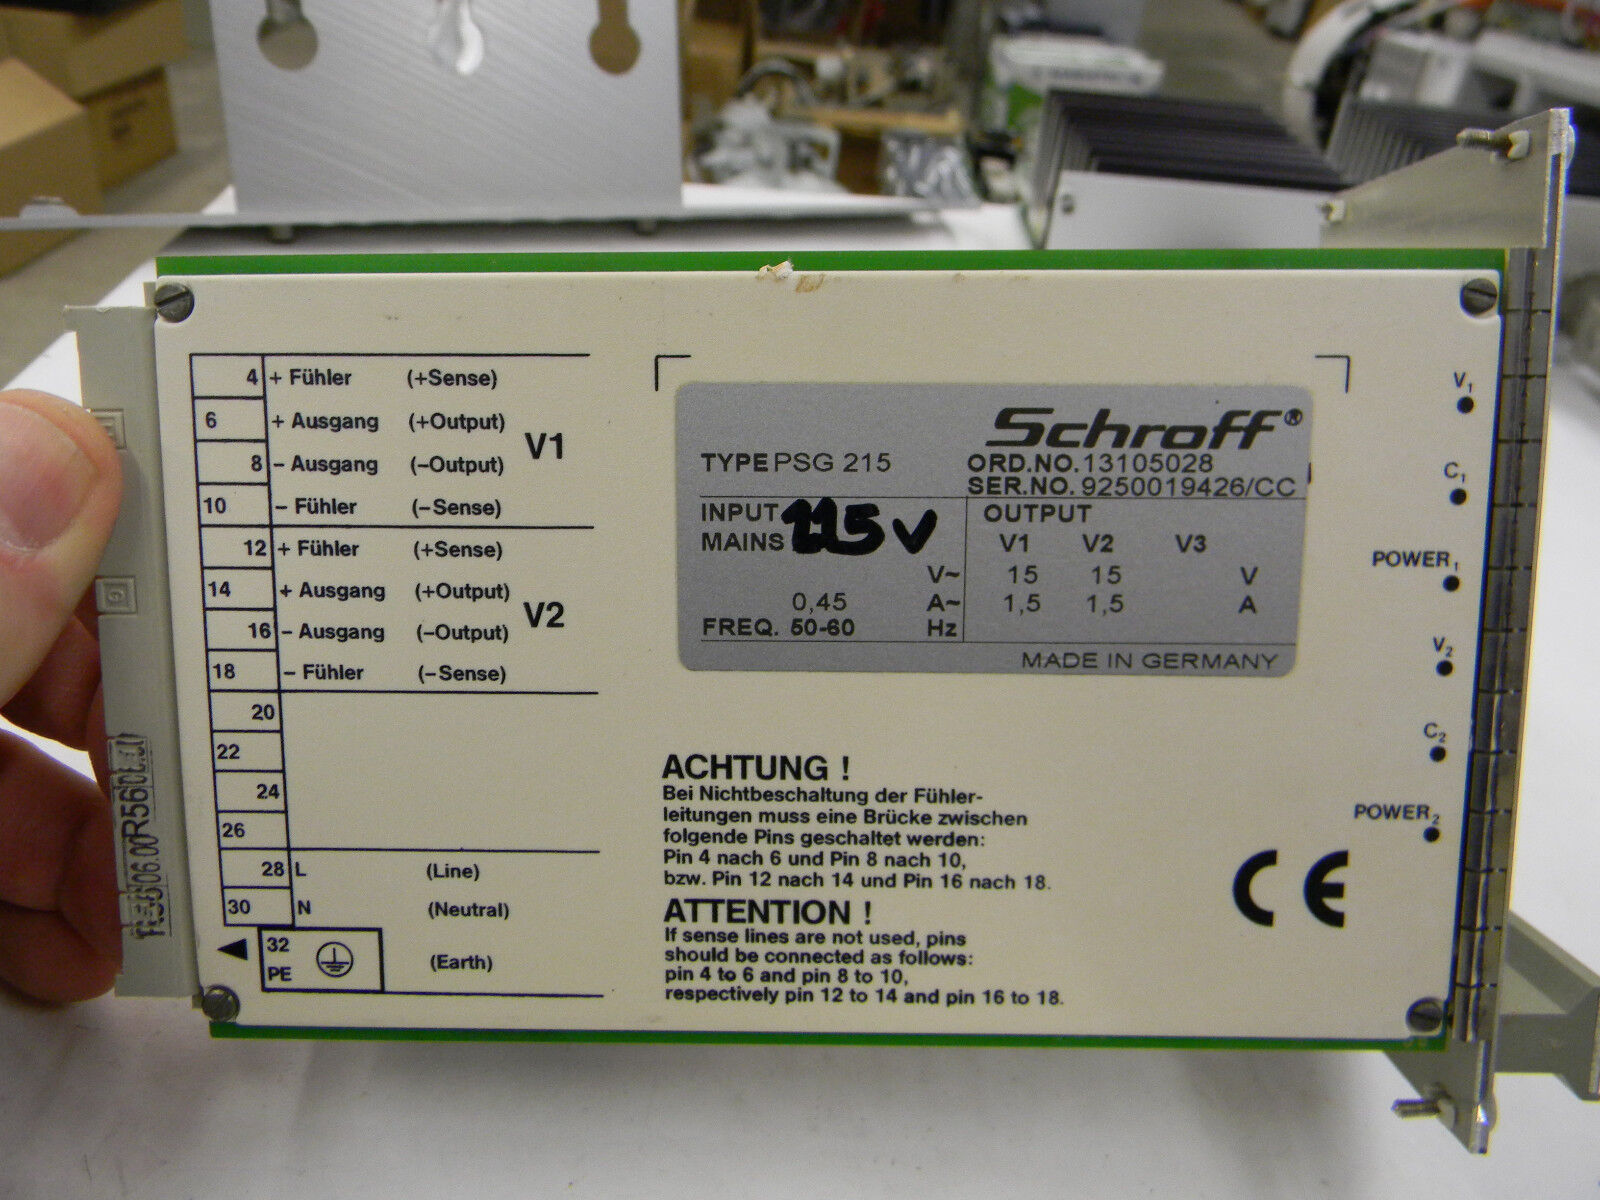 4 + Fühler (+Sense)
6 + Ausgang (+Output)
V1
8 – Ausgang (–Output)
10 – Fühler (–Sense)
12 + Fühler (+Sense)
14 + Ausgang (+Output)
V2
16 – Ausgang (–Output)
18 – Fühler (–Sense)
20
22
24
26
28 L (Line)
30 N (Neutral)
32
PE (Earth)
Schroff®
TYPE PSG 215
ORD.NO. 13105028
SER.NO. 9250019426/CC
INPUT
MAINS 115 V
V~
0,45 A~
FREQ. 50-60 Hz
OUTPUT
V1 V2 V3
15 15 V
1,5 1,5 A
MADE IN GERMANY
ACHTUNG !
Bei Nichtbeschaltung der Fühler-
leitungen muss eine Brücke zwischen
folgende Pins geschaltet werden:
Pin 4 nach 6 und Pin 8 nach 10,
bzw. Pin 12 nach 14 und Pin 16 nach 18.
ATTENTION !
If sense lines are not used, pins
should be connected as follows:
pin 4 to 6 and pin 8 to 10,
respectively pin 12 to 14 and pin 16 to 18.
CE
V1
C1
POWER1
V2
C2
POWER2